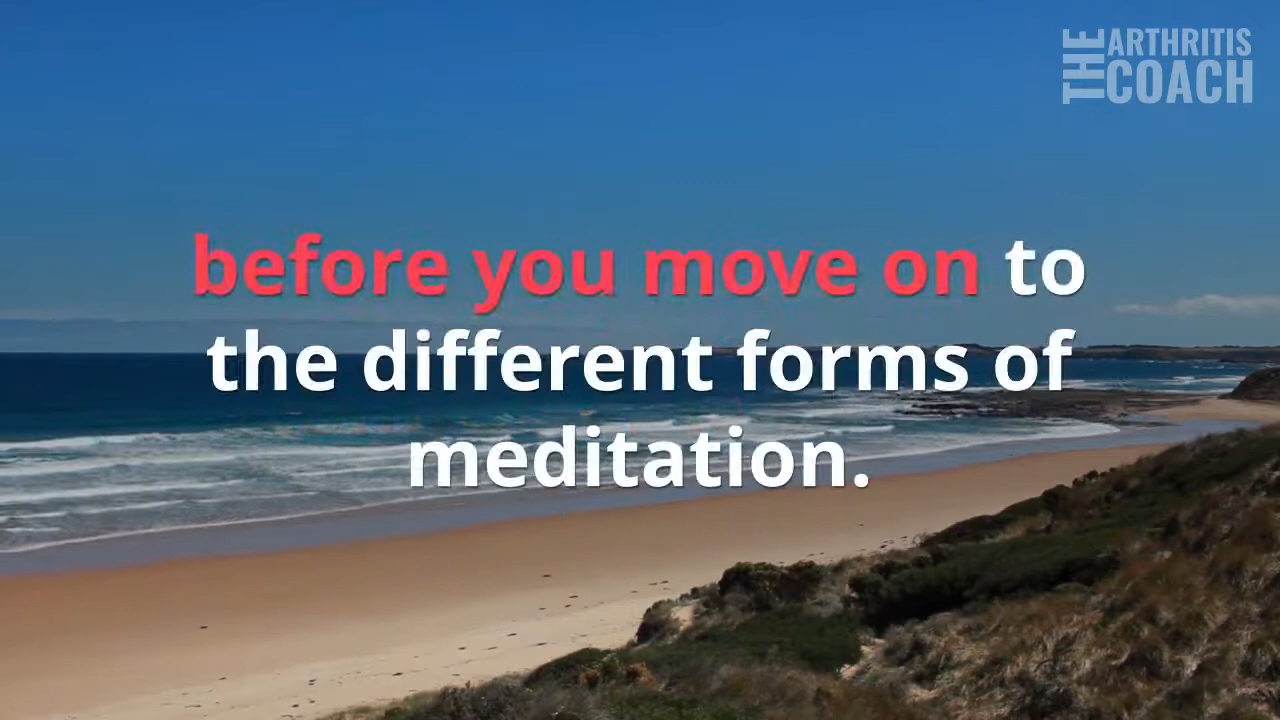 THE
ARTHRITIS
COACH
before you move on to
the different forms of
meditation.